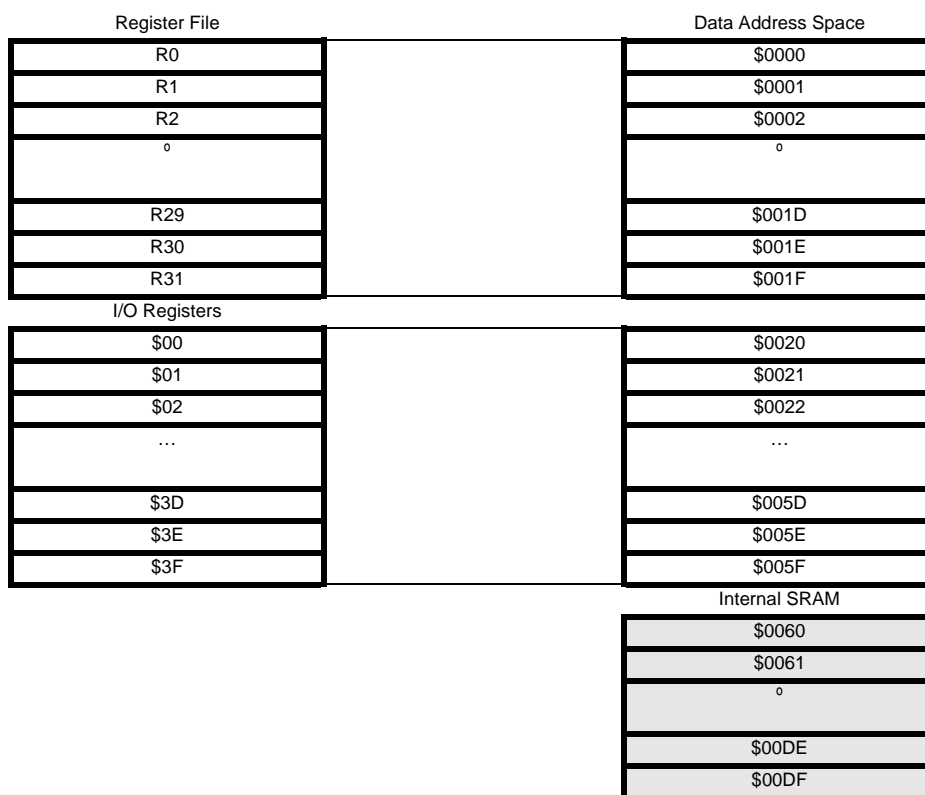 Register File Data Address Space
R0 $0000
R1 $0001
R2 $0002
º º
R29 $001D
R30 $001E
R31 $001F
I/O Registers
$00 $0020
$01 $0021
$02 $0022
… …
$3D $005D
$3E $005E
$3F $005F
Internal SRAM
$0060
$0061
º
$00DE
$00DF